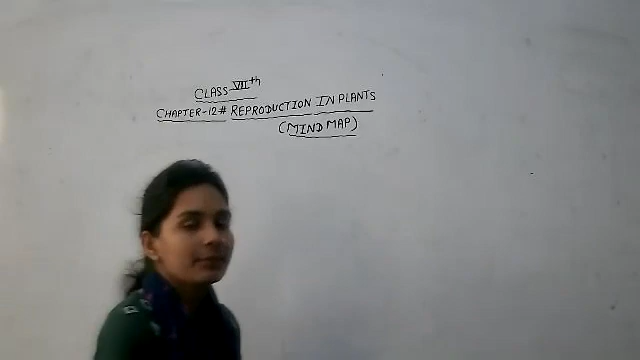 CLASS VIIth
CHAPTER-12# REPRODUCTION IN PLANTS
(MIND MAP)